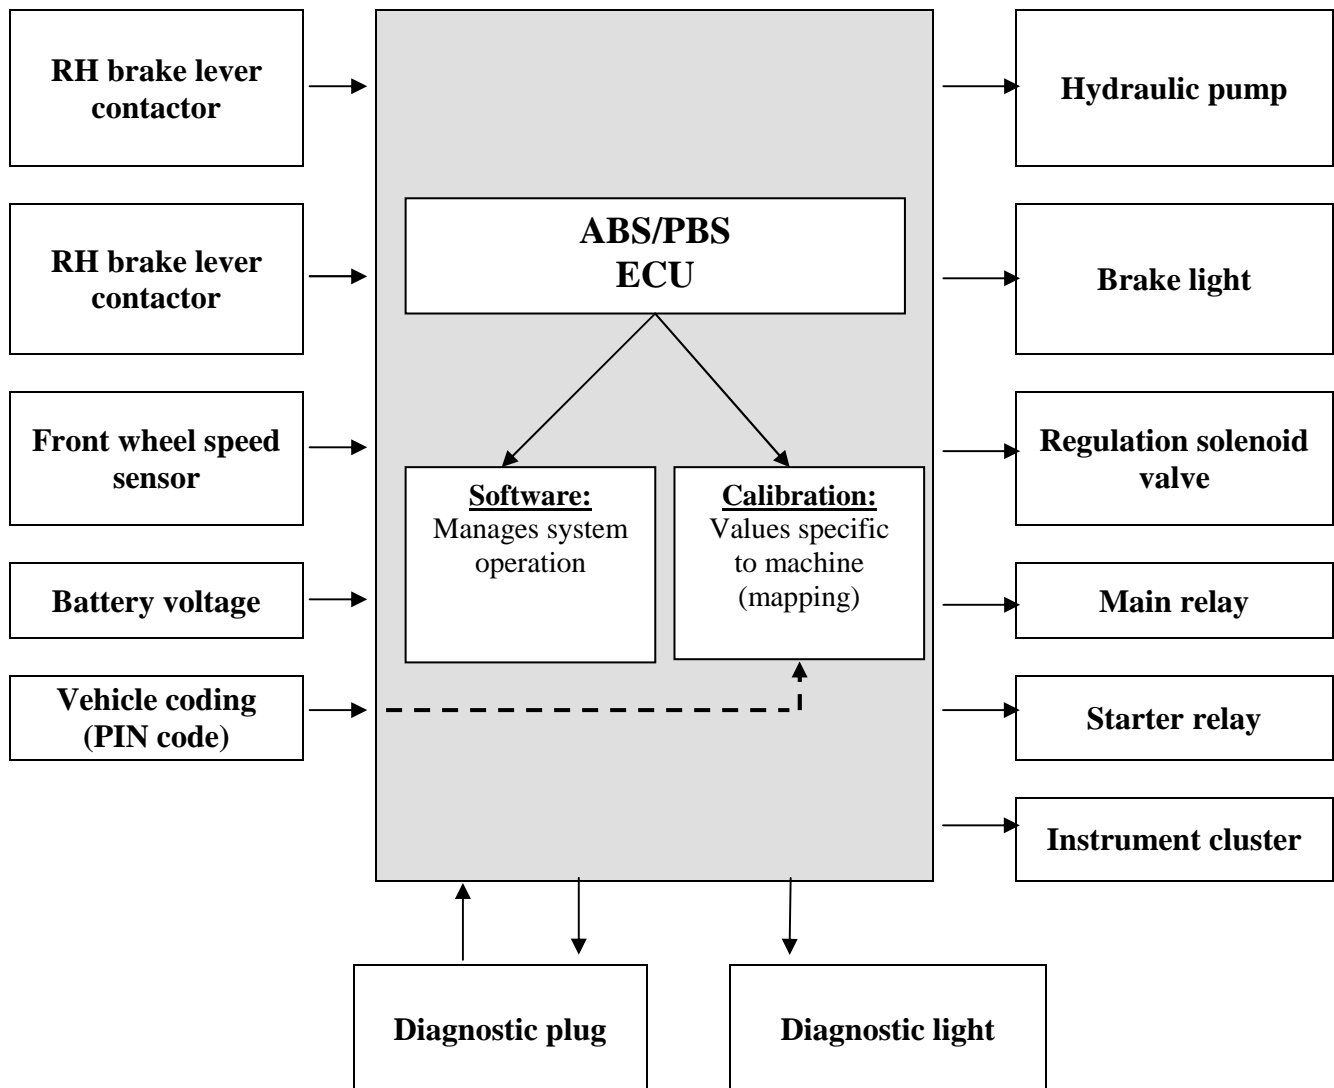 RH brake lever
contactor
RH brake lever
contactor
Front wheel speed
sensor
Battery voltage
Vehicle coding
(PIN code)
ABS/PBS
ECU
Software:
Manages system
operation
Calibration:
Values specific
to machine
(mapping)
Hydraulic pump
Brake light
Regulation solenoid
valve
Main relay
Starter relay
Instrument cluster
Diagnostic plug
Diagnostic light